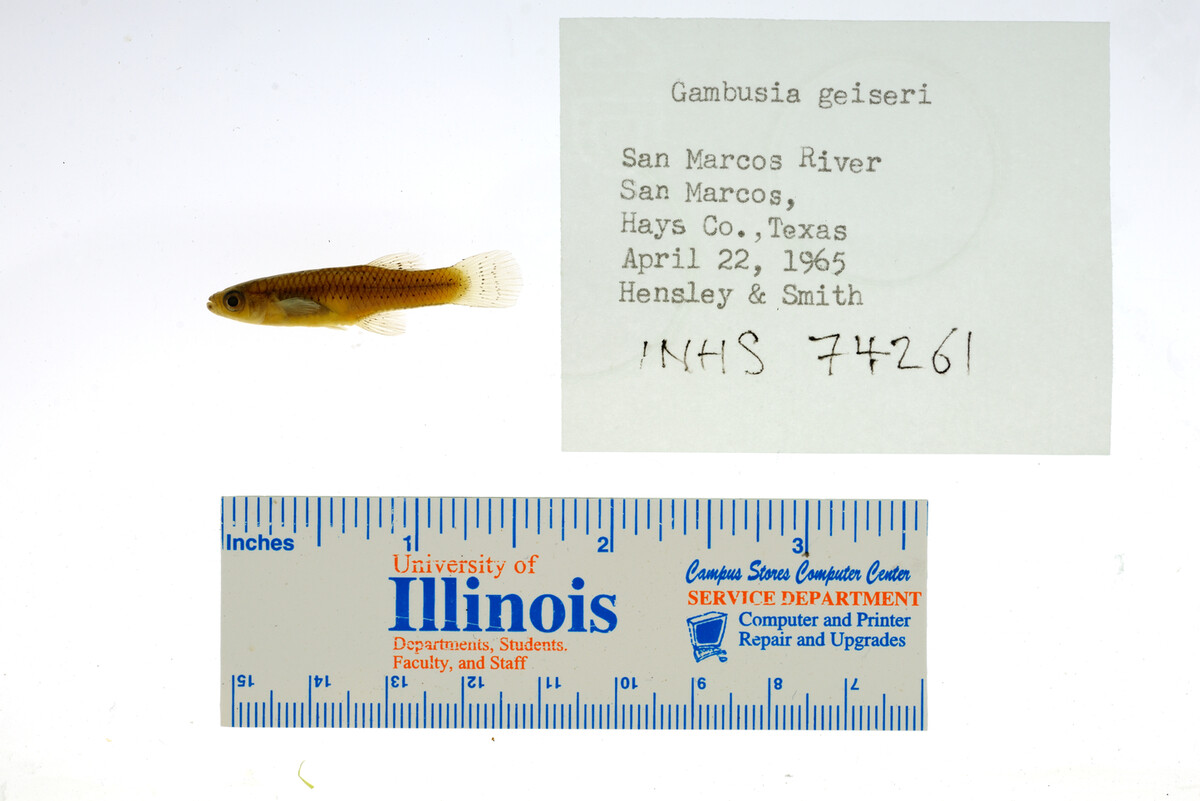 Gambusia geiseri
San Marcos River
San Marcos,
Hays Co., Texas
April 22, 1965
Hensley & Smith
INHS 74261
Inches 1 2 3
University of
Illinois
Departments, Students.
Faculty, and Staff
Campus Stores Computer Center
SERVICE DEPARTMENT
Computer and Printer
Repair and Upgrades
15 14 13 12 11 10 9 8 7